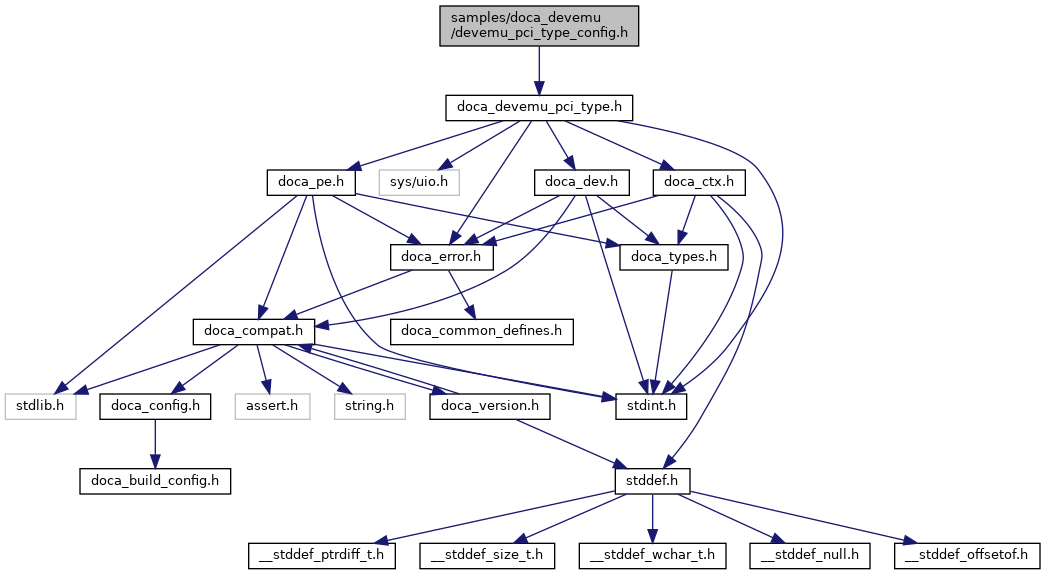 samples/doca_devemu
/devemu_pci_type_config.h
doca_devemu_pci_type.h
doca_pe.h
sys/uio.h
doca_dev.h
doca_ctx.h
doca_error.h
doca_types.h
doca_compat.h
doca_common_defines.h
stdlib.h
doca_config.h
assert.h
string.h
doca_version.h
stdint.h
doca_build_config.h
stddef.h
__stddef_ptrdiff_t.h
__stddef_size_t.h
__stddef_wchar_t.h
__stddef_null.h
__stddef_offsetof.h